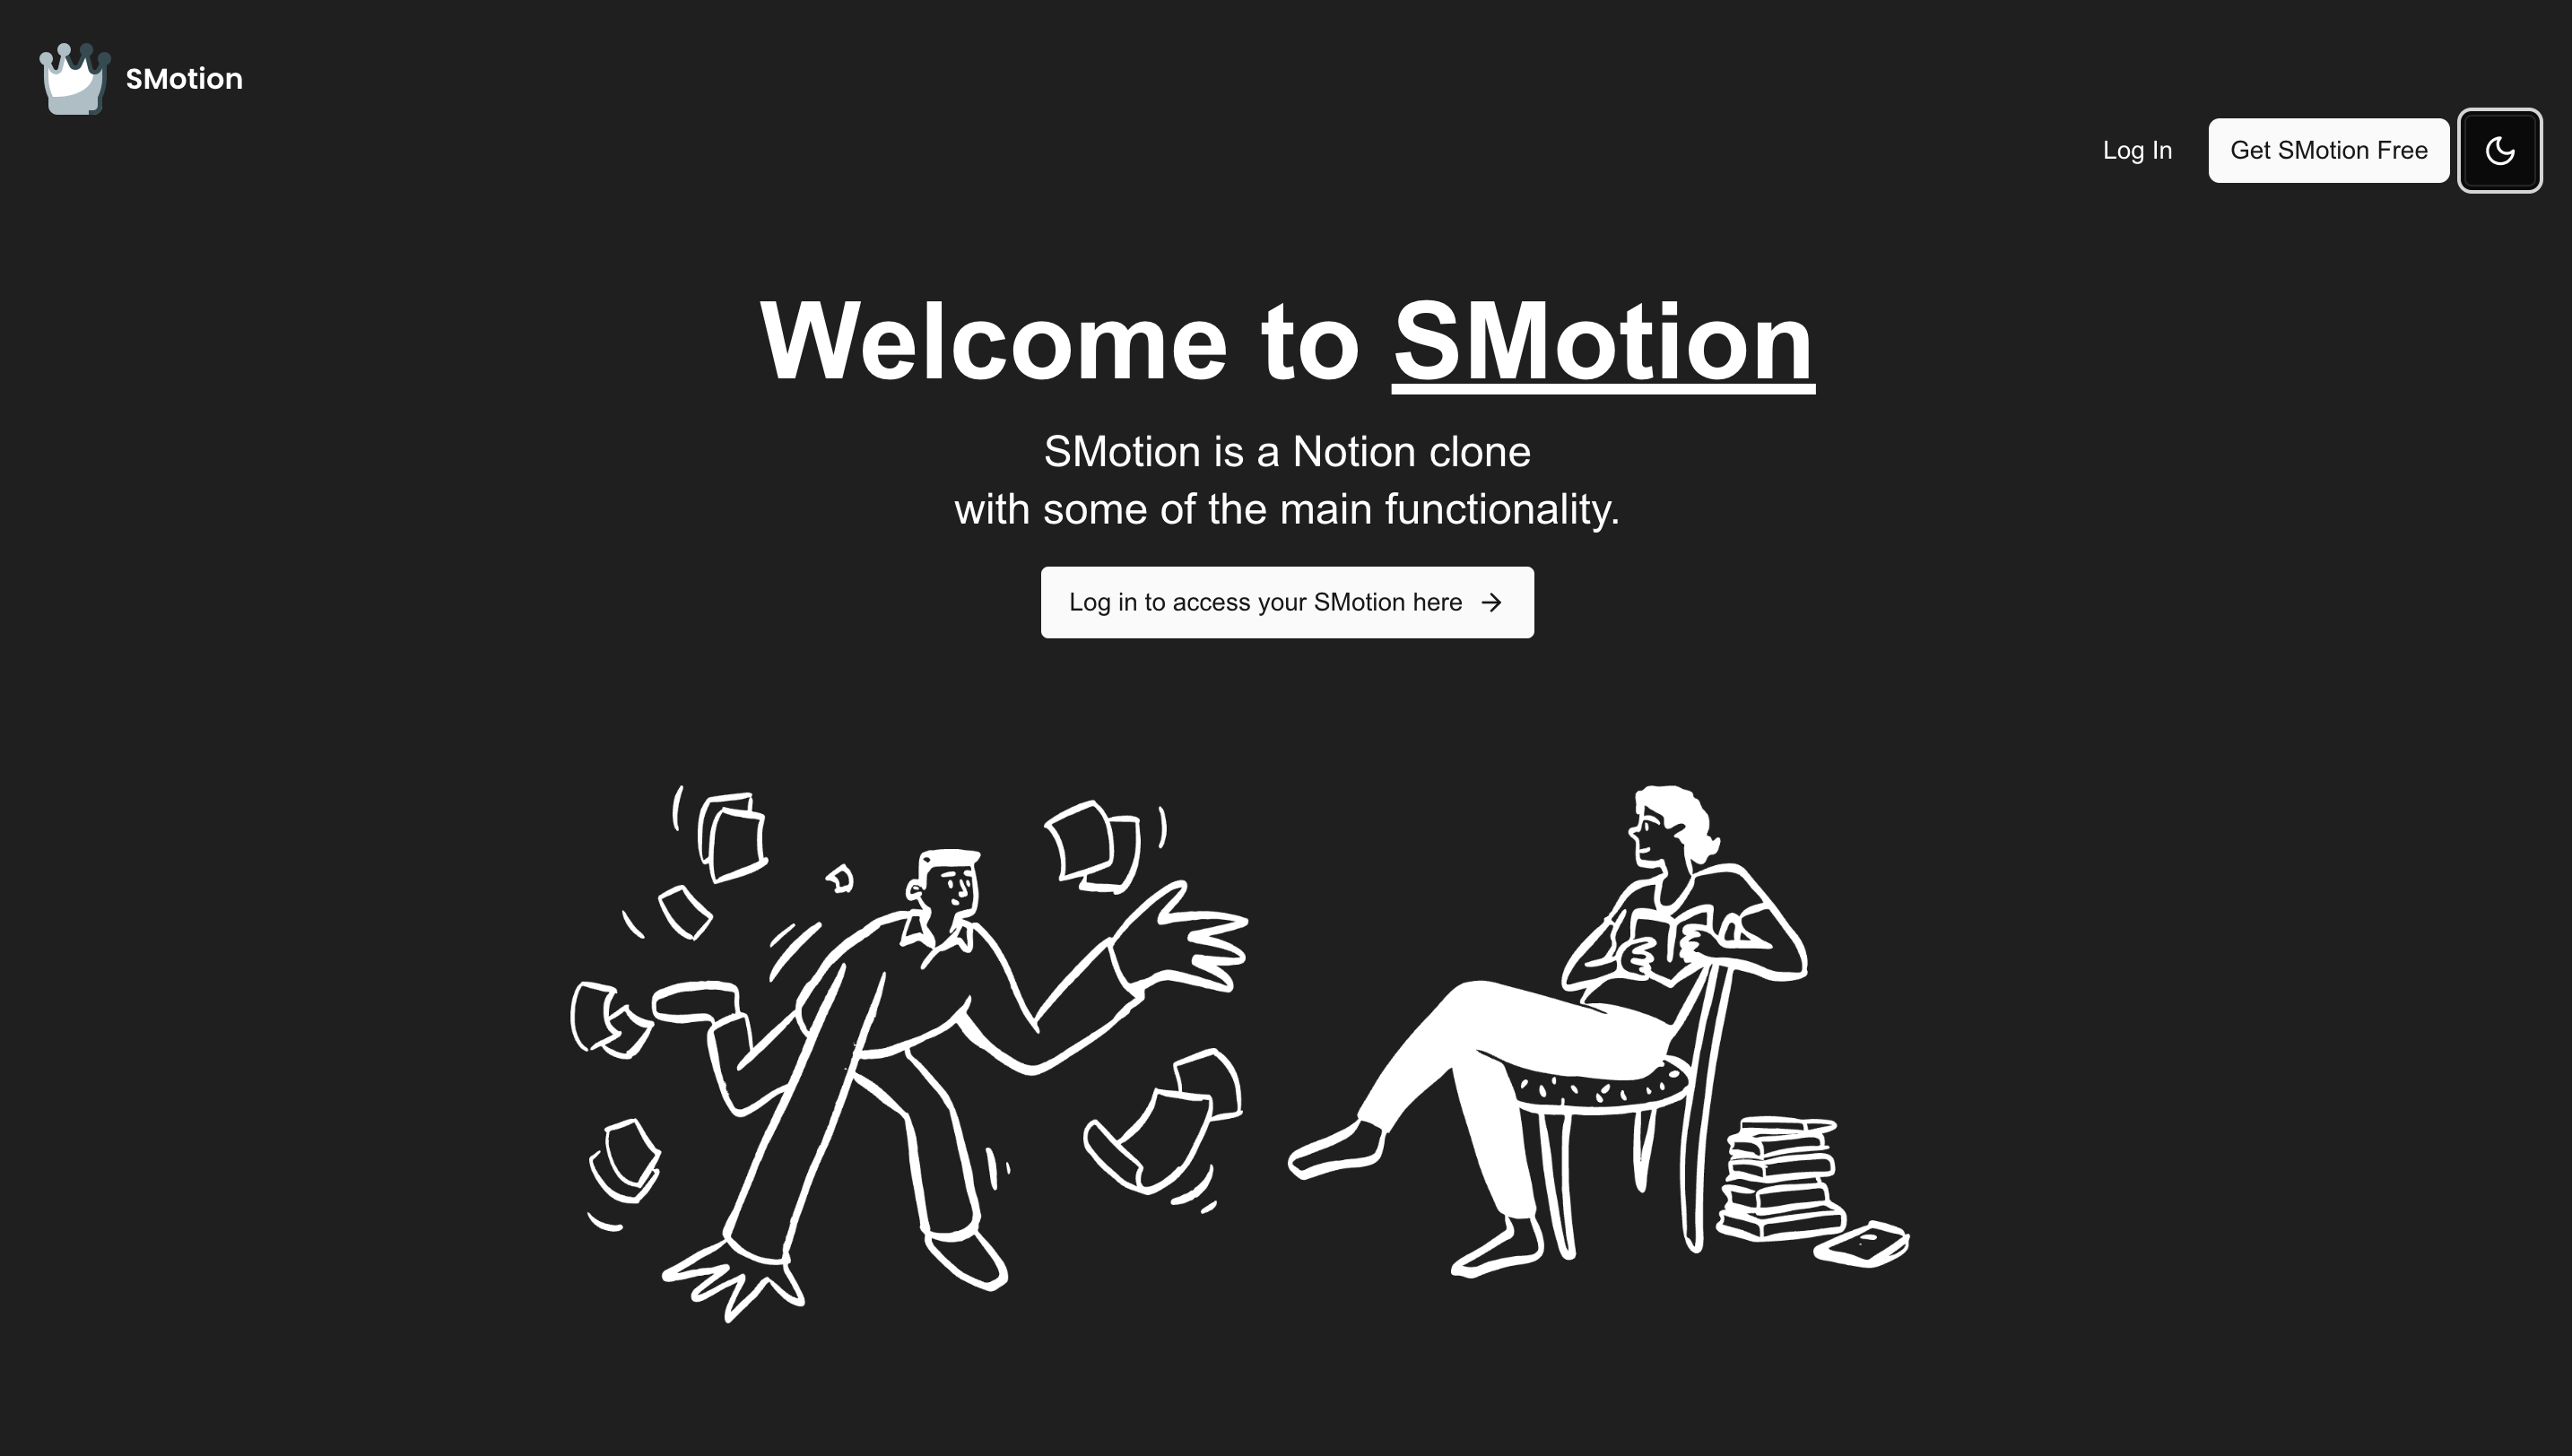 SMotion
Log In
Get SMotion Free
Welcome to SMotion
SMotion is a Notion clone
with some of the main functionality.
Log in to access your SMotion here